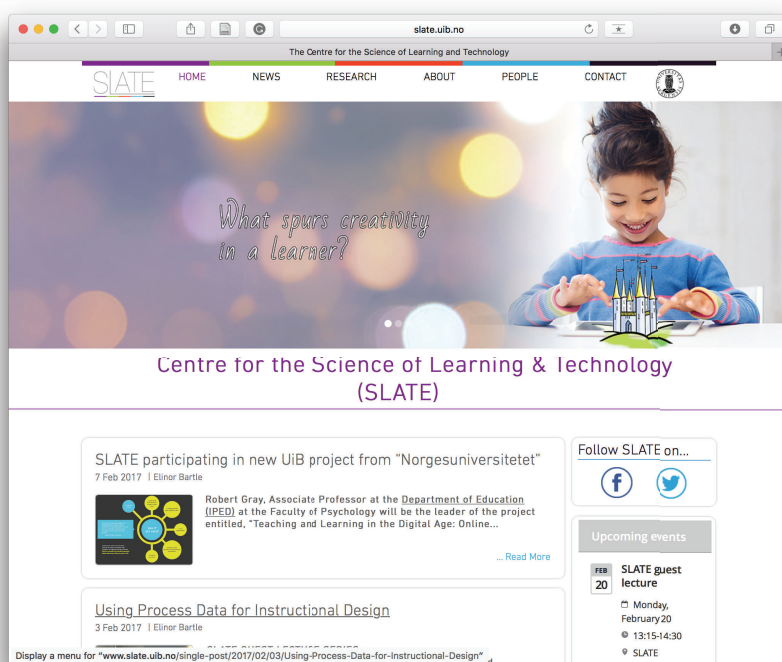 slate.uib.no
The Centre for the Science of Learning and Technology
SLATE
HOME NEWS RESEARCH ABOUT PEOPLE CONTACT
What spurs creativity
in a learner?
Centre for the Science of Learning & Technology
(SLATE)
SLATE participating in new UiB project from "Norgesuniversitetet"
7 Feb 2017 | Elinor Bartle
Robert Gray, Associate Professor at the Department of Education
(IPED) at the Faculty of Psychology will be the leader of the project
entitled, "Teaching and Learning in the Digital Age: Online...
... Read More
Using Process Data for Instructional Design
3 Feb 2017 | Elinor Bartle
SLATE GUEST LECTURE SERIES
Follow SLATE on...
Upcoming events
FEB
20
SLATE guest
lecture
Monday,
February 20
13:15-14:30
SLATE
Display a menu for "www.slate.uib.no/single-post/2017/02/03/Using-Process-Data-for-Instructional-Design"